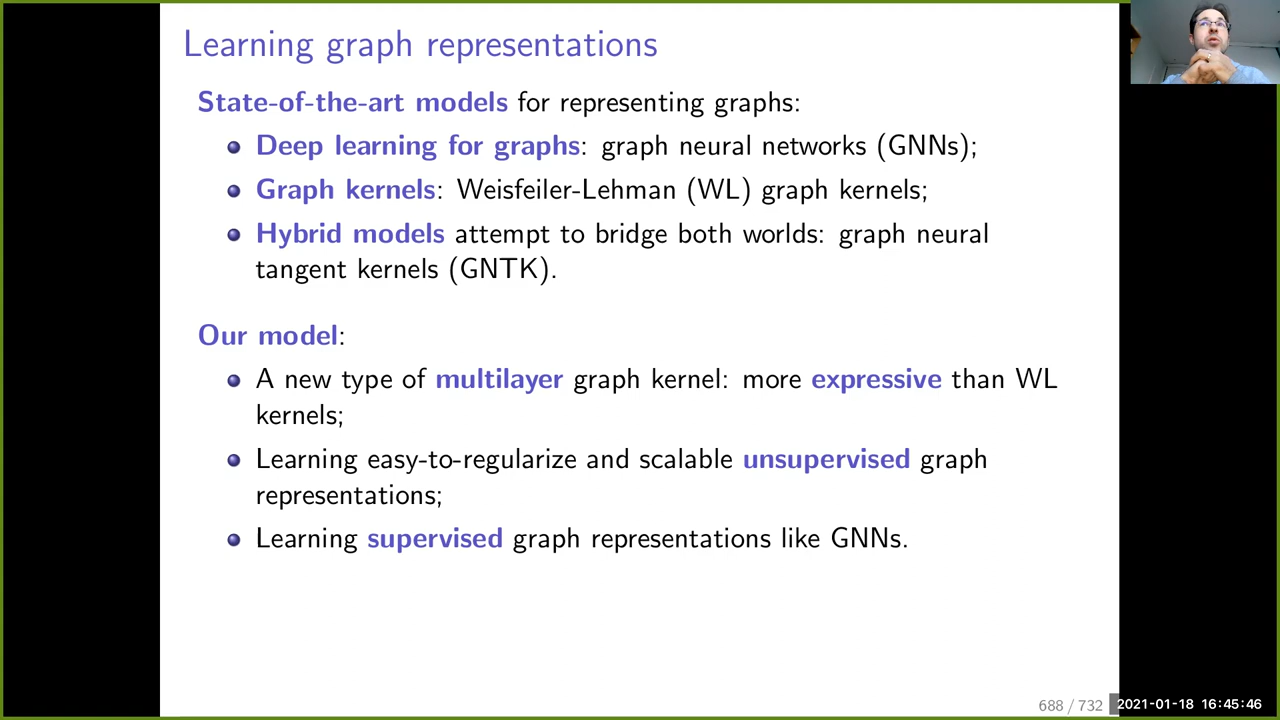 Learning graph representations
State-of-the-art models for representing graphs:
Deep learning for graphs: graph neural networks (GNNs);
Graph kernels: Weisfeiler-Lehman (WL) graph kernels;
Hybrid models attempt to bridge both worlds: graph neural
tangent kernels (GNTK).
Our model:
A new type of multilayer graph kernel: more expressive than WL
kernels;
Learning easy-to-regularize and scalable unsupervised graph
representations;
Learning supervised graph representations like GNNs.
688 / 732
2021-01-18 16:45:46